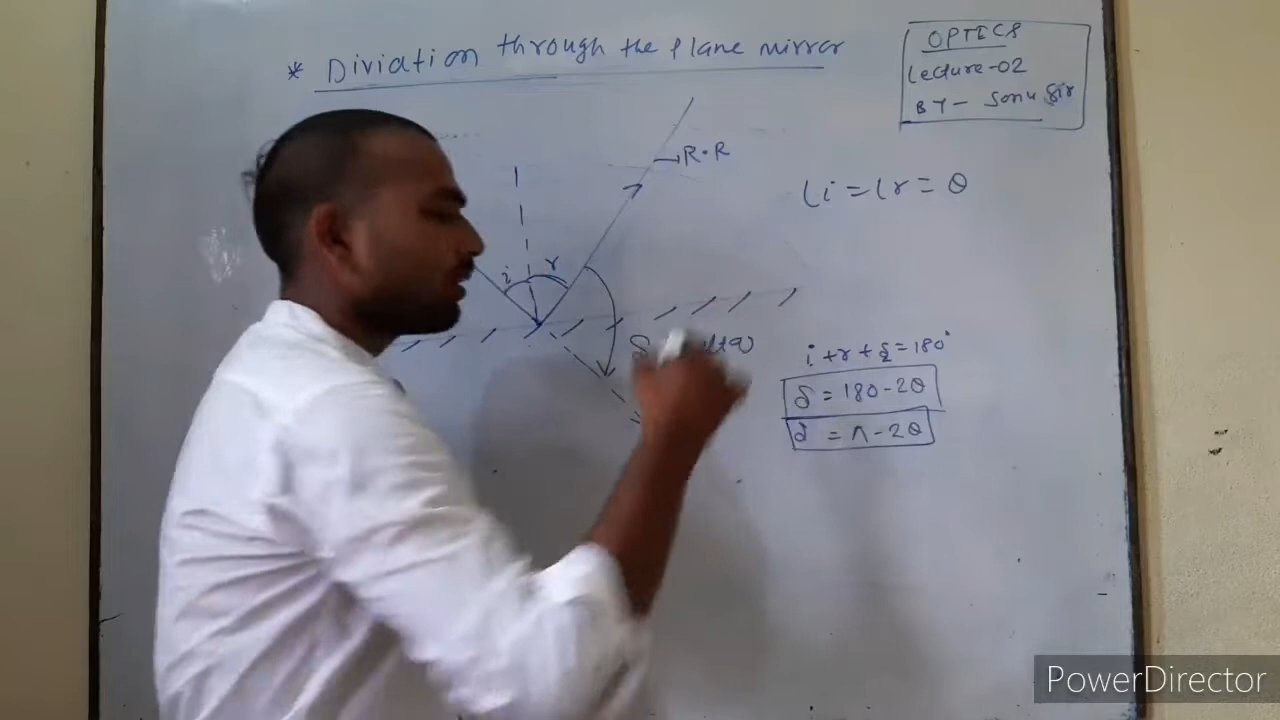 * Diviation through the plane mirror
OPTICS
Lecture-02
BY - Sonu Sir
R.R
∠i = ∠r = θ
i r
δ
i + r + δ = 180°
δ = 180 - 2θ
δ = π - 2θ
PowerDirector